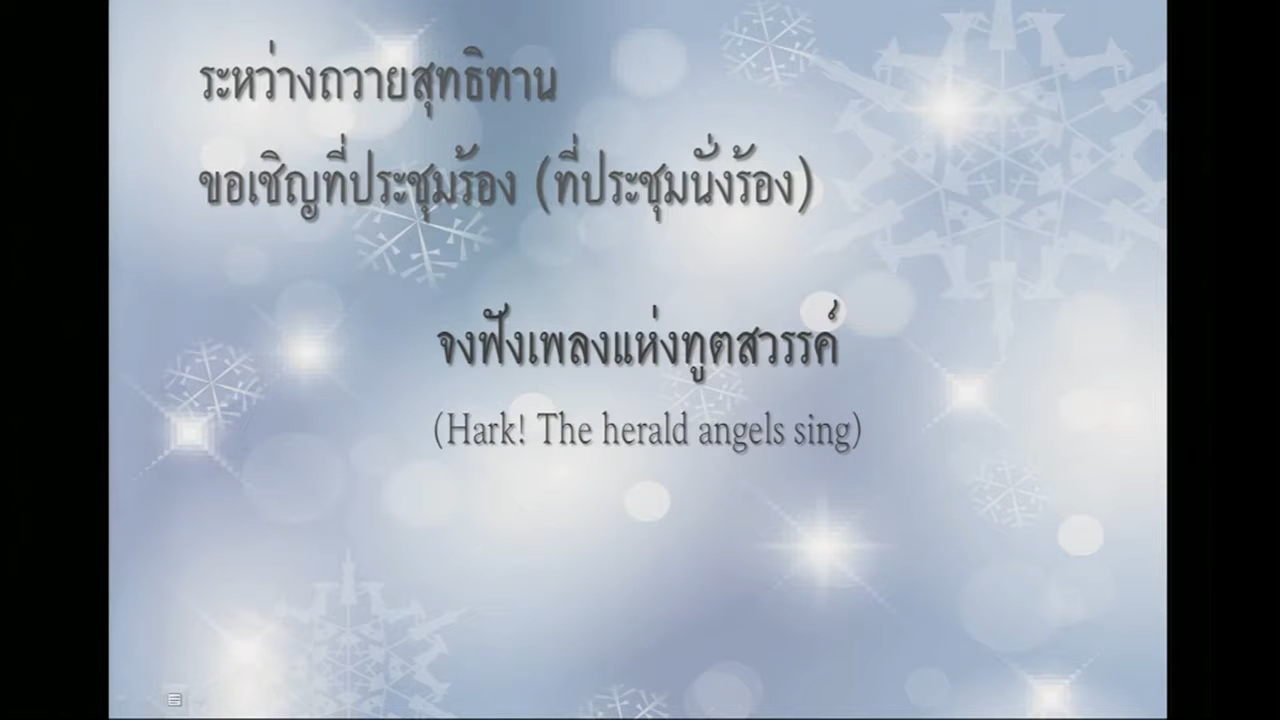 ระหว่างถวายสุทธิทาน
ขอเชิญที่ประชุมร้อง (ที่ประชุมนั่งร้อง)
จงฟังเพลงแห่งทูตสวรรค์
(Hark! The herald angels sing)